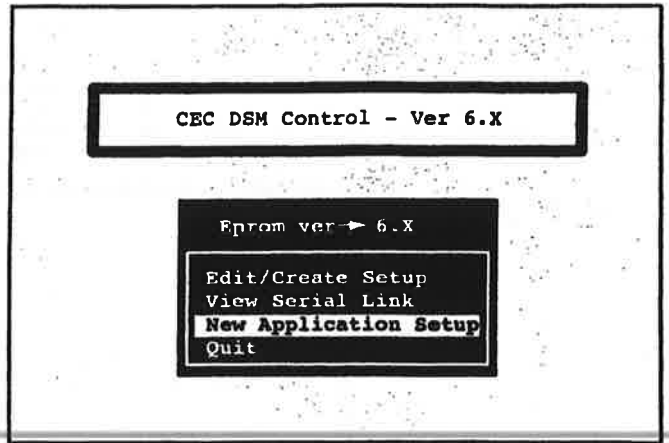 CEC DSM Control - Ver 6.X
Eprom ver→ 6.X
Edit/Create Setup
View Serial Link
New Application Setup
Quit